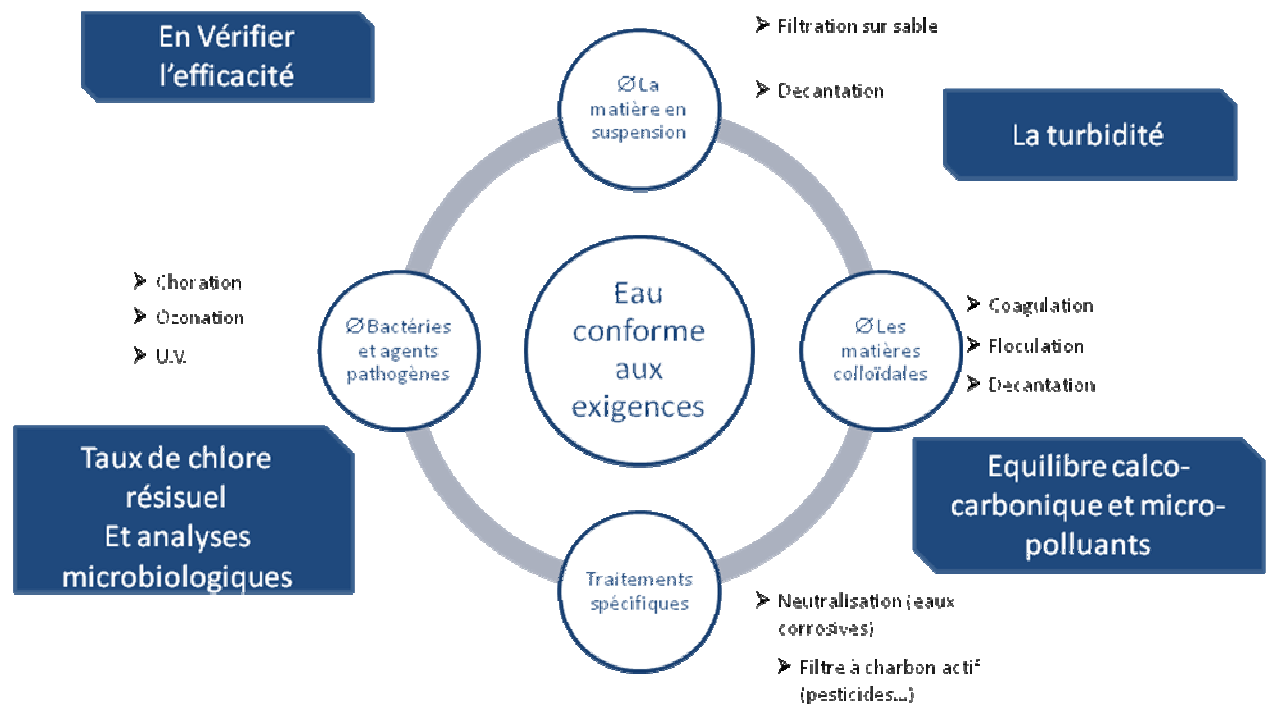 En Vérifier
l'efficacité
➢ Filtration sur sable
➢ Decantation
Ø La
matière en
suspension
La turbidité
➢ Choration
➢ Ozonation
➢ U.V.
Ø Bactéries
et agents
pathogènes
Eau
conforme
aux
exigences
Ø Les
matières
colloïdales
➢ Coagulation
➢ Floculation
➢ Decantation
Taux de chlore
résisuel
Et analyses
microbiologiques
Equilibre calco-
carbonique et micro-
polluants
Traitements
spécifiques
➢ Neutralisation (eaux
corrosives)
➢ Filtre à charbon actif
(pesticides...)